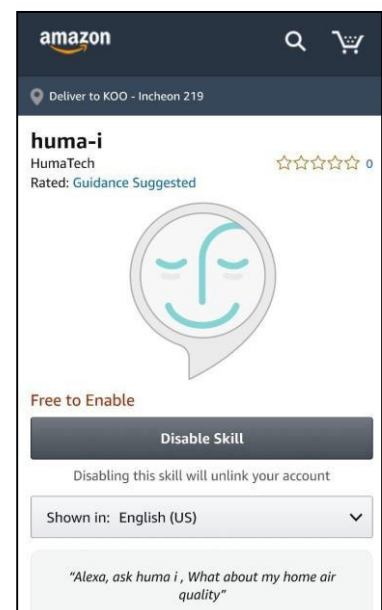 amazon
Deliver to KOO - Incheon 219
huma-i
HumaTech
0
Rated: Guidance Suggested
Free to Enable
Disable Skill
Disabling this skill will unlink your account
Shown in: English (US)
"Alexa, ask huma i , What about my home air
quality"